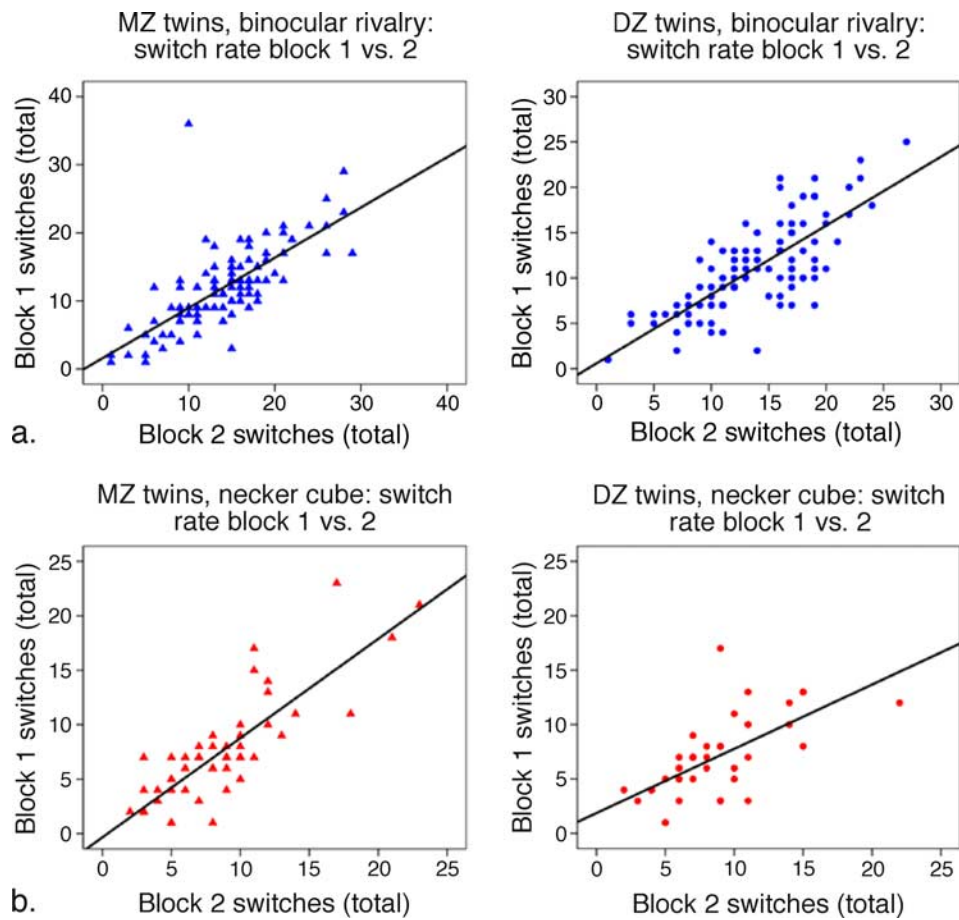 MZ twins, binocular rivalry:
switch rate block 1 vs. 2
Block 1 switches (total)
40
30
20
10
0
0 10 20 30 40
Block 2 switches (total)
a.
DZ twins, binocular rivalry:
switch rate block 1 vs. 2
Block 1 switches (total)
30
25
20
15
10
5
0
0 5 10 15 20 25 30
Block 2 switches (total)
MZ twins, necker cube: switch
rate block 1 vs. 2
Block 1 switches (total)
25
20
15
10
5
0
0 5 10 15 20 25
Block 2 switches (total)
b.
DZ twins, necker cube: switch
rate block 1 vs. 2
Block 1 switches (total)
25
20
15
10
5
0
0 5 10 15 20 25
Block 2 switches (total)